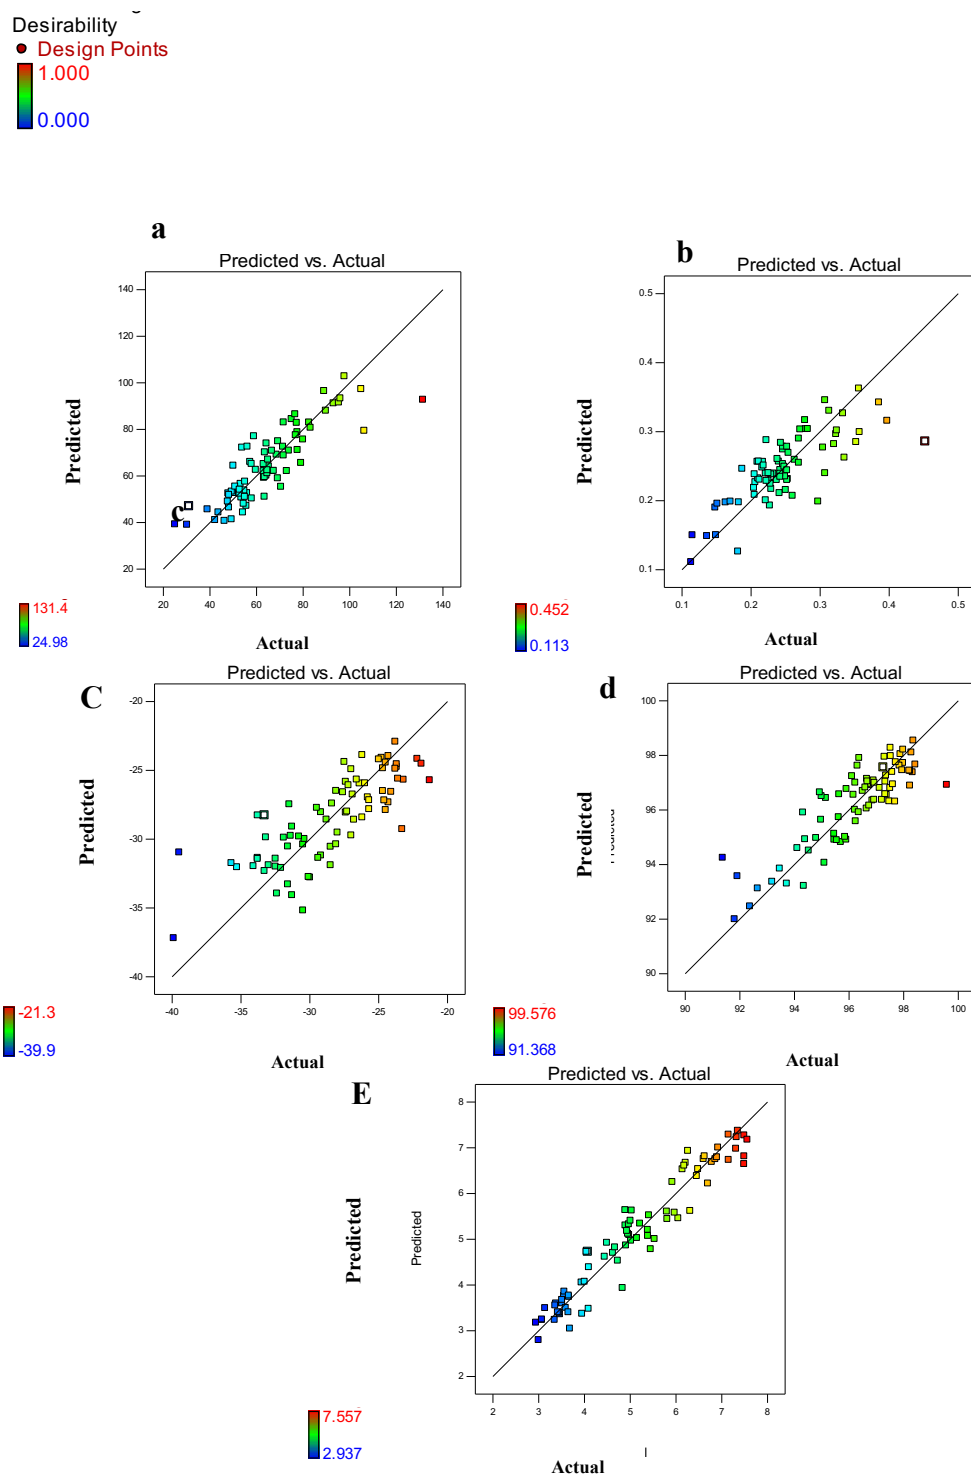 Desirability
Design Points
1.000
0.000
a
Predicted vs. Actual
140
120
100
80
60
40
20
Predicted
c
20 40 60 80 100 120 140
Actual
131.4
24.98
b
Predicted vs. Actual
0.5
0.4
0.3
0.2
0.1
Predicted
0.1 0.2 0.3 0.4 0.5
Actual
0.452
0.113
C
Predicted vs. Actual
-20
-25
-30
-35
-40
Predicted
-40 -35 -30 -25 -20
Actual
-21.3
-39.9
d
Predicted vs. Actual
100
98
96
94
92
90
Predicted
Predicted
90 92 94 96 98 100
Actual
99.576
91.368
E
Predicted vs. Actual
8
7
6
5
4
3
2
Predicted
Predicted
2 3 4 5 6 7 8
Actual
7.557
2.937